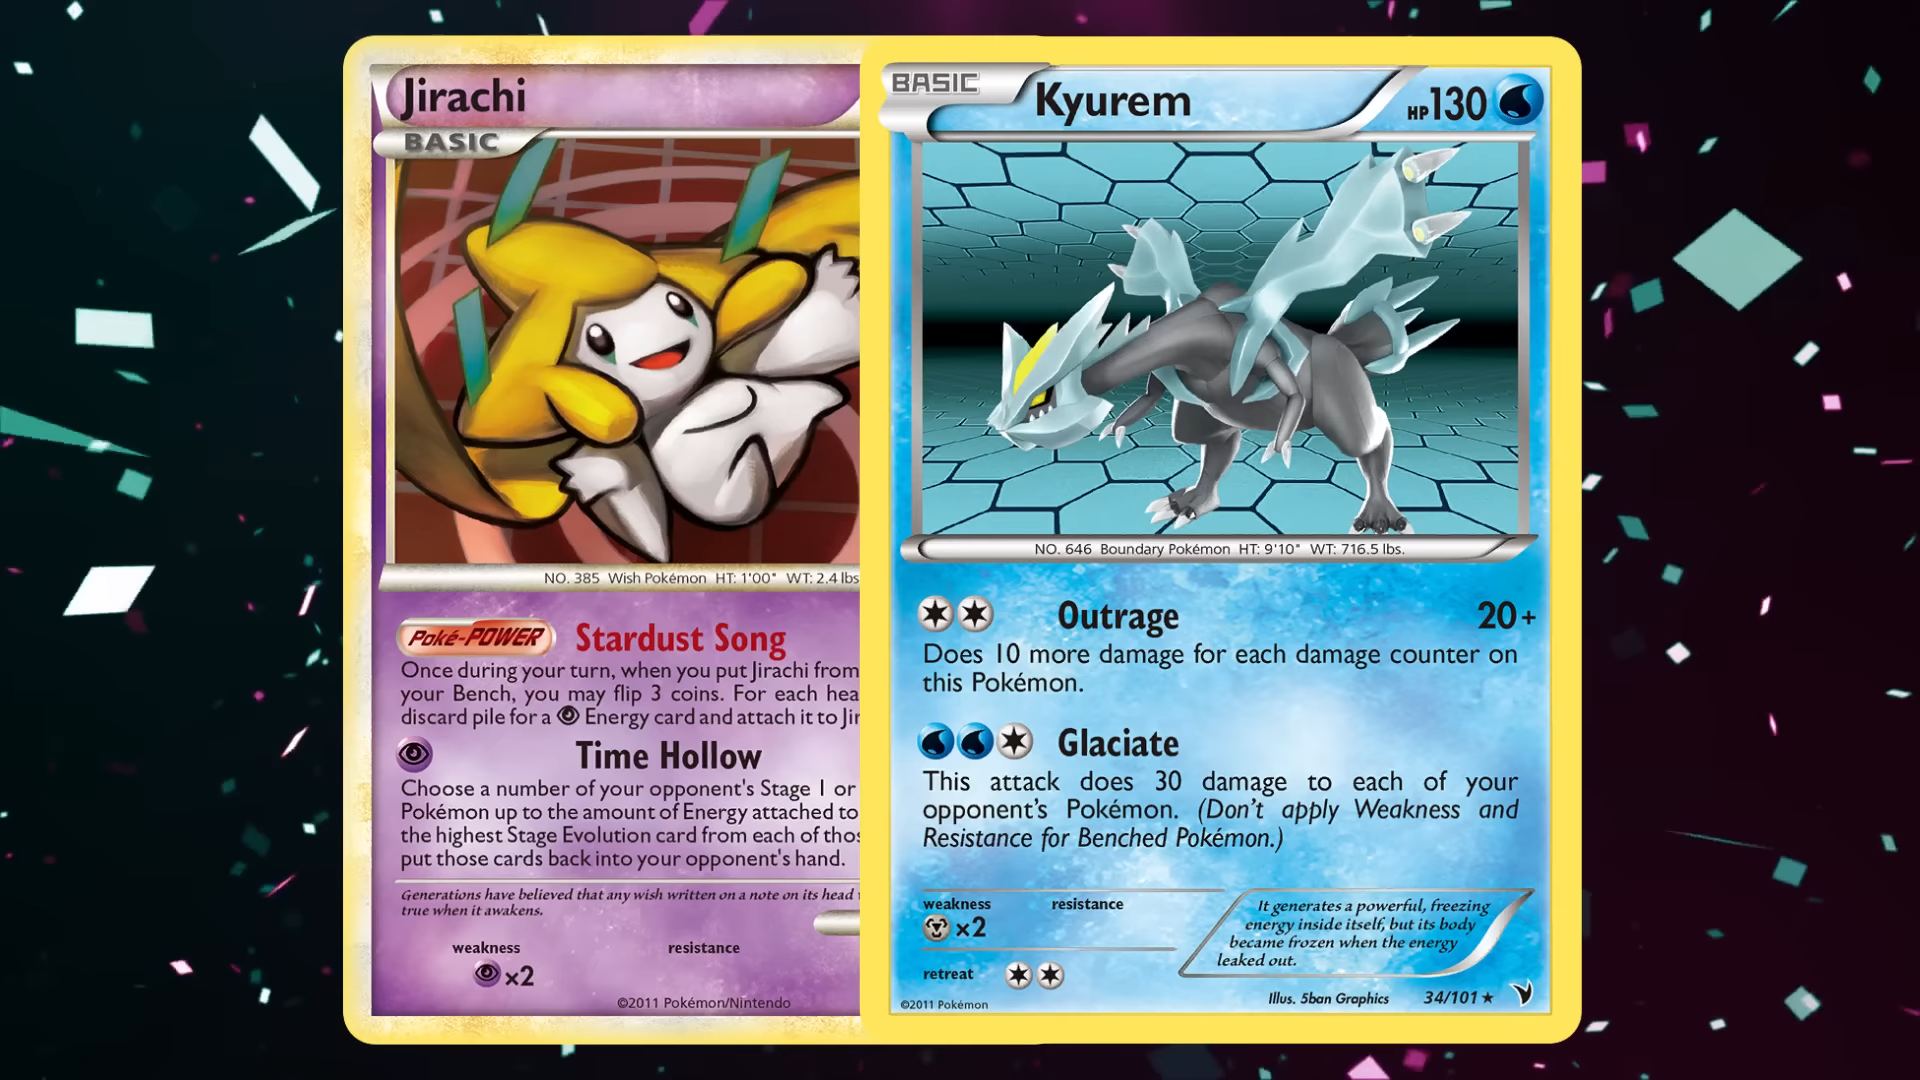 Jirachi
BASIC
NO. 385 Wish Pokémon HT: 1'00" WT: 2.4 lbs
Poké-POWER Stardust Song
Once during your turn, when you put Jirachi from
your Bench, you may flip 3 coins. For each hea
discard pile for a Energy card and attach it to Jir
Time Hollow
Choose a number of your opponent's Stage 1 or
Pokémon up to the amount of Energy attached to
the highest Stage Evolution card from each of thos
put those cards back into your opponent's hand.
Generations have believed that any wish written on a note on its head
true when it awakens.
weakness resistance
×2
©2011 Pokémon/Nintendo
BASIC Kyurem HP130
NO. 646 Boundary Pokémon HT: 9'10" WT: 716.5 lbs.
Outrage 20+
Does 10 more damage for each damage counter on
this Pokémon.
Glaciate
This attack does 30 damage to each of your
opponent's Pokémon. (Don't apply Weakness and
Resistance for Benched Pokémon.)
weakness resistance
×2
retreat
It generates a powerful, freezing
energy inside itself, but its body
became frozen when the energy
leaked out.
©2011 Pokémon Illus. 5ban Graphics 34/101★